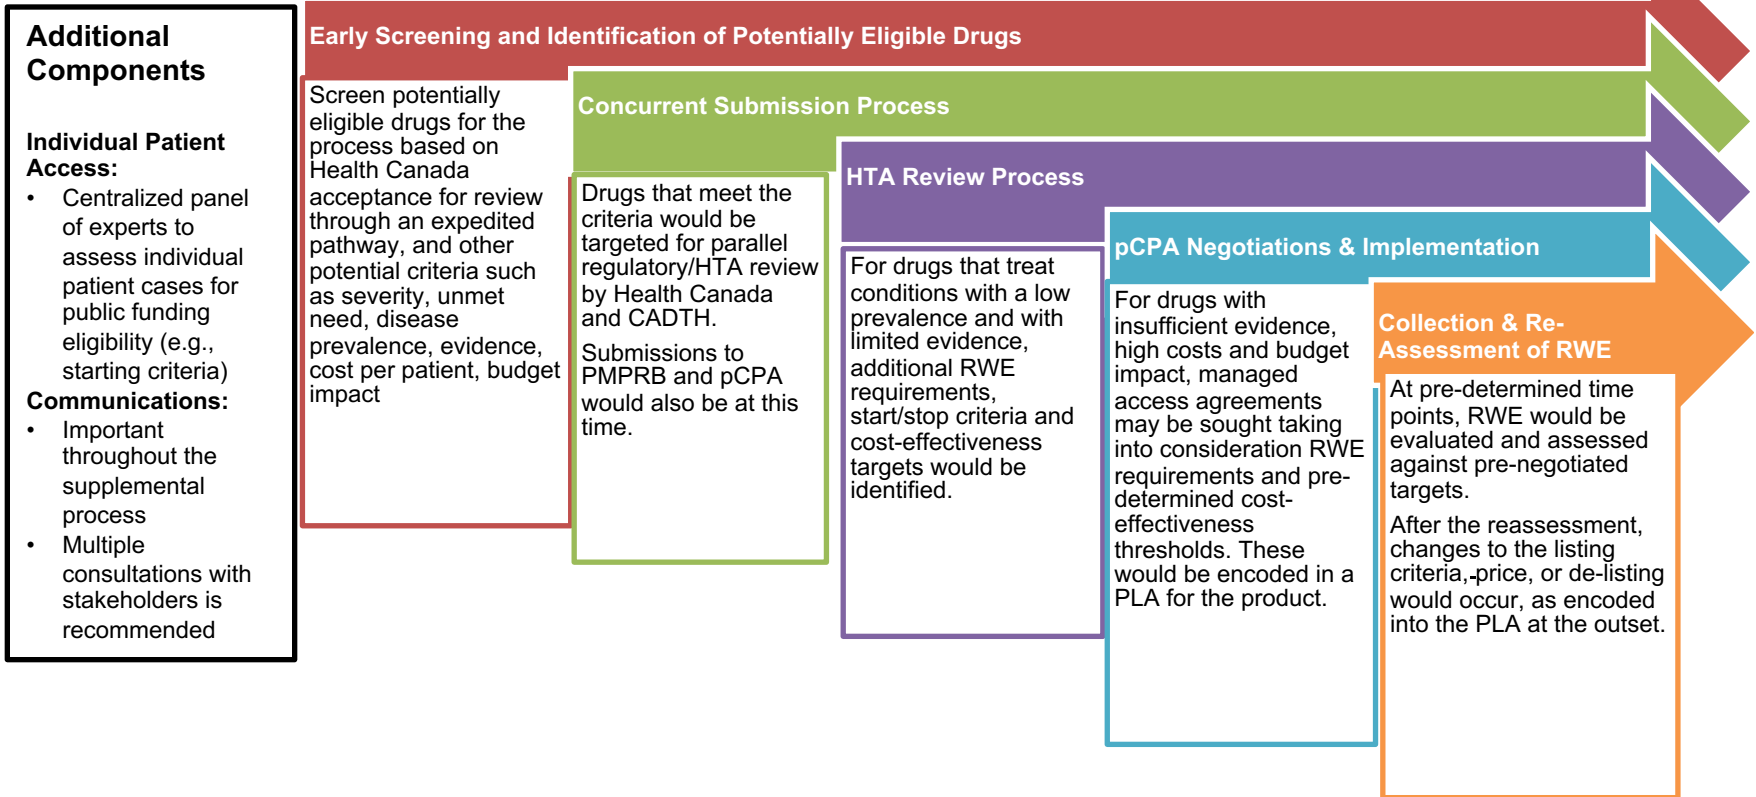 Additional
Components
Individual Patient
Access:
• Centralized panel
of experts to
assess individual
patient cases for
public funding
eligibility (e.g.,
starting criteria)
Communications:
• Important
throughout the
supplemental
process
• Multiple
consultations with
stakeholders is
recommended
Early Screening and Identification of Potentially Eligible Drugs
Screen potentially
eligible drugs for the
process based on
Health Canada
acceptance for review
through an expedited
pathway, and other
potential criteria such
as severity, unmet
need, disease
prevalence, evidence,
cost per patient, budget
impact
Concurrent Submission Process
Drugs that meet the
criteria would be
targeted for parallel
regulatory/HTA review
by Health Canada
and CADTH.
Submissions to
PMPRB and pCPA
would also be at this
time.
HTA Review Process
For drugs that treat
conditions with a low
prevalence and with
limited evidence,
additional RWE
requirements,
start/stop criteria and
cost-effectiveness
targets would be
identified.
pCPA Negotiations & Implementation
For drugs with
insufficient evidence,
high costs and budget
impact, managed
access agreements
may be sought taking
into consideration RWE
requirements and pre-
determined cost-
effectiveness
thresholds. These
would be encoded in a
PLA for the product.
Collection & Re-
Assessment of RWE
At pre-determined time
points, RWE would be
evaluated and assessed
against pre-negotiated
targets.
After the reassessment,
changes to the listing
criteria,-price, or de-listing
would occur, as encoded
into the PLA at the outset.